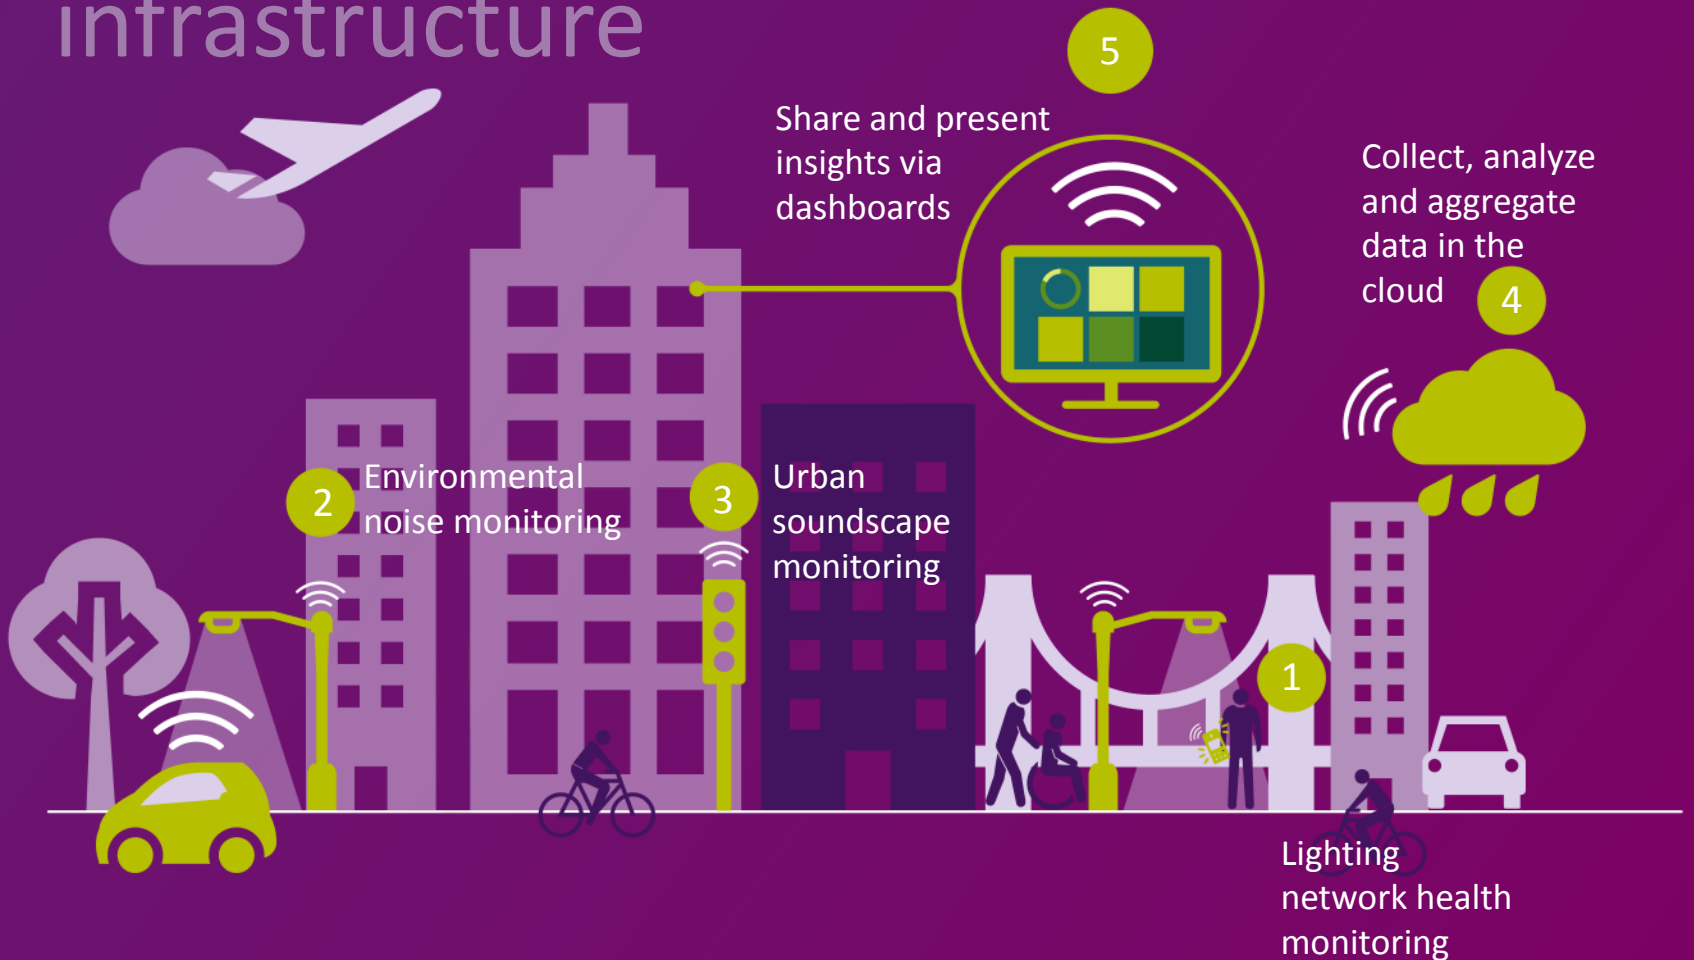 infrastructure
5
Share and present
insights via
dashboards
Collect, analyze
and aggregate
data in the
cloud
4
2
Environmental
noise monitoring
3
Urban
soundscape
monitoring
1
Lighting
network health
monitoring